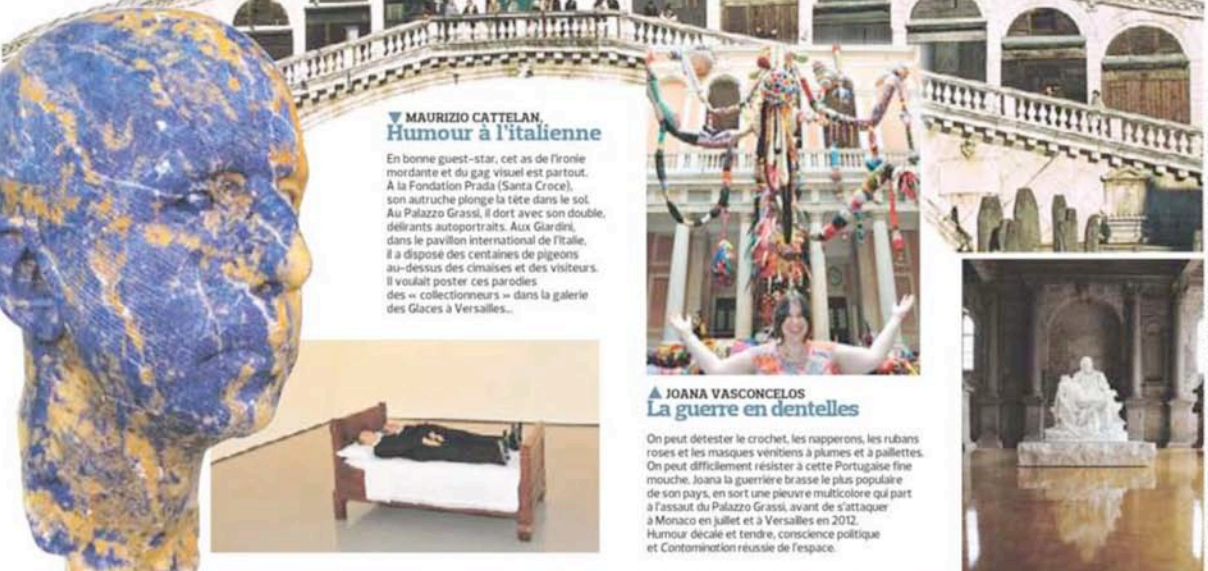 ▼ MAURIZIO CATTELAN,
Humour à l'italienne
En bonne guest-star, cet as de l'ironie
mordante et du gag visuel est partout.
À la Fondation Prada (Santa Croce),
son autruche plonge la tête dans le sol.
Au Palazzo Grassi, il dort avec son double,
délirants autoportraits. Aux Giardini,
dans le pavillon international de l'Italie,
il a disposé des centaines de pigeons
au-dessus des cimaises et des visiteurs.
Il voulait poster ces parodies
des « collectionneurs » dans la galerie
des Glaces à Versailles...
▲ JOANA VASCONCELOS
La guerre en dentelles
On peut détester le crochet, les napperons, les rubans
roses et les masques vénitiens à plumes et à paillettes.
On peut difficilement résister à cette Portugaise fine
mouche. Joana la guerrière brasse le plus populaire
de son pays, en sort une pieuvre multicolore qui part
à l'assaut du Palazzo Grassi, avant de s'attaquer
à Monaco en juillet et à Versailles en 2012.
Humour décalé et tendre, conscience politique
et Contamination réussie de l'espace.